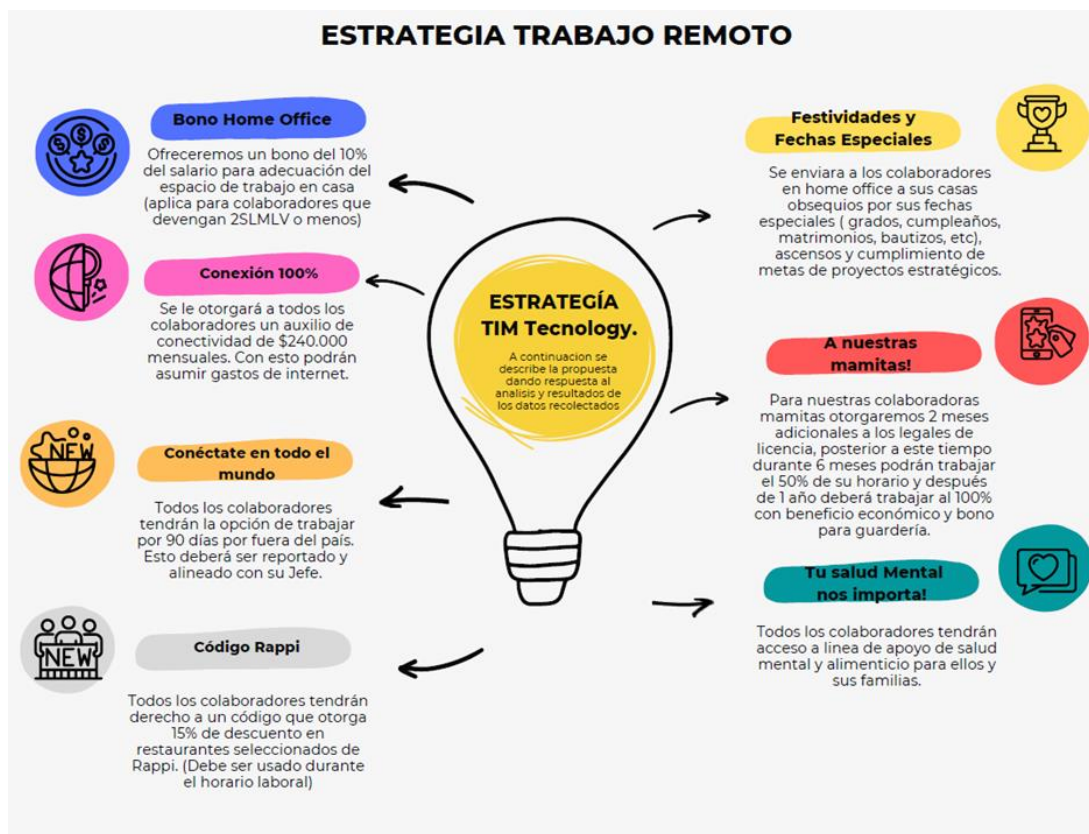 ESTRATEGIA TRABAJO REMOTO
Bono Home Office
Ofreceremos un bono del 10%
del salario para adecuación del
espacio de trabajo en casa
(aplica para colaboradores que
devengan 2SLMLV o menos)
Conexión 100%
Se le otorgará a todos los
colaboradores un auxilio de
conectividad de $240.000
mensuales. Con esto podrán
asumir gastos de internet.
NEW
Conéctate en todo el
mundo
Todos los colaboradores
tendrán la opción de trabajar
por 90 días por fuera del país.
Esto deberá ser reportado y
alineado con su Jefe.
NEW
Código Rappi
Todos los colaboradores tendrán
derecho a un código que otorga
15% de descuento en
restaurantes seleccionados de
Rappi. (Debe ser usado durante
el horario laboral)
ESTRATEGÍA
TIM Tecnology.
A continuacion se
describe la propuesta
dando respuesta al
analisis y resultados de
los datos recolectados
Festividades y
Fechas Especiales
Se enviara a los colaboradores
en home office a sus casas
obsequios por sus fechas
especiales ( grados, cumpleaños,
matrimonios, bautizos, etc),
ascensos y cumplimiento de
metas de proyectos estratégicos.
A nuestras
mamitas!
Para nuestras colaboradoras
mamitas otorgaremos 2 meses
adicionales a los legales de
licencia, posterior a este tiempo
durante 6 meses podrán trabajar
el 50% de su horario y después
de 1 año deberá trabajar al 100%
con beneficio económico y bono
para guardería.
Tu salud Mental
nos importa!
Todos los colaboradores tendrán
acceso a linea de apoyo de salud
mental y alimenticio para ellos y
sus familias.